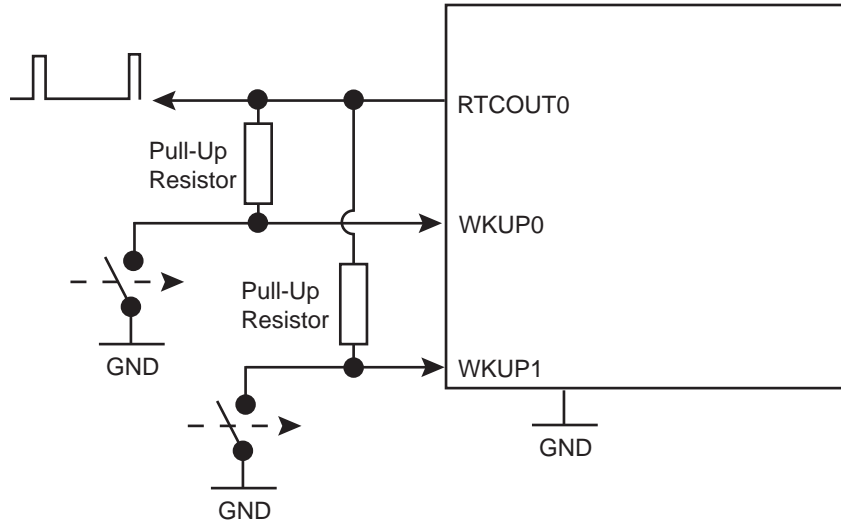 RTCOUT0
Pull-Up
Resistor
WKUP0
Pull-Up
Resistor
GND
WKUP1
GND
GND